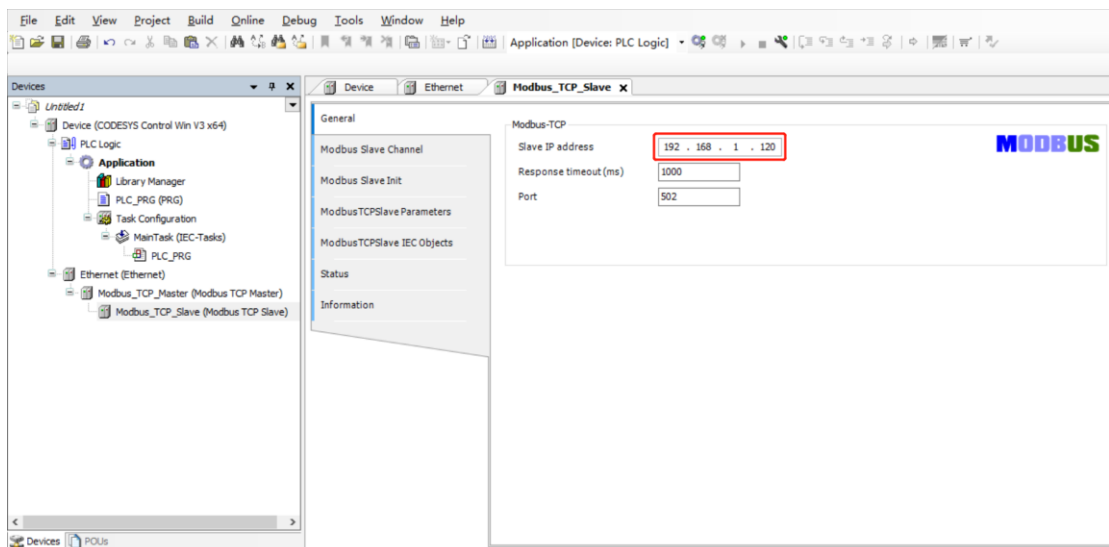 File Edit View Project Build Online Debug Tools Window Help
Application [Device: PLC Logic]
Devices
Untitled1
Device (CODESYS Control Win V3 x64)
PLC Logic
Application
Library Manager
PLC_PRG (PRG)
Task Configuration
MainTask (IEC-Tasks)
PLC_PRG
Ethernet (Ethernet)
Modbus_TCP_Master (Modbus TCP Master)
Modbus_TCP_Slave (Modbus TCP Slave)
Devices POUs
Device Ethernet Modbus_TCP_Slave X
General
Modbus Slave Channel
Modbus Slave Init
ModbusTCPSlave Parameters
ModbusTCPSlave IEC Objects
Status
Information
Modbus-TCP
Slave IP address 192 . 168 . 1 . 120
Response timeout (ms) 1000
Port 502
MODBUS